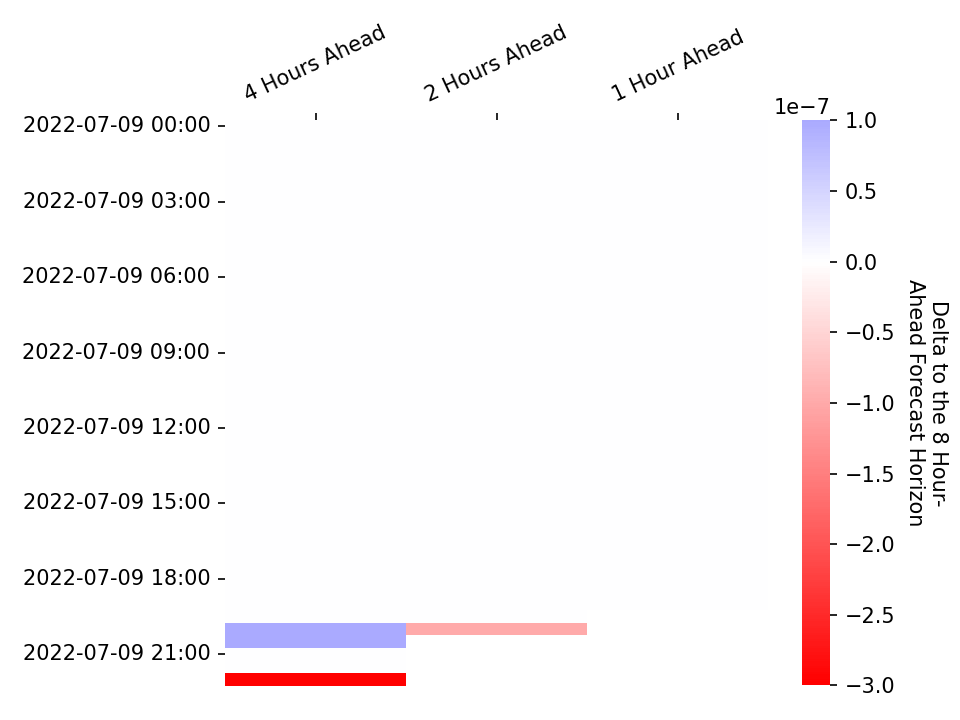 4 Hours Ahead
2 Hours Ahead
1 Hour Ahead
1e−7
2022-07-09 00:00
2022-07-09 03:00
2022-07-09 06:00
2022-07-09 09:00
2022-07-09 12:00
2022-07-09 15:00
2022-07-09 18:00
2022-07-09 21:00
1.0
0.5
0.0
−0.5
−1.0
−1.5
−2.0
−2.5
−3.0
Delta to the 8 Hour-
Ahead Forecast Horizon